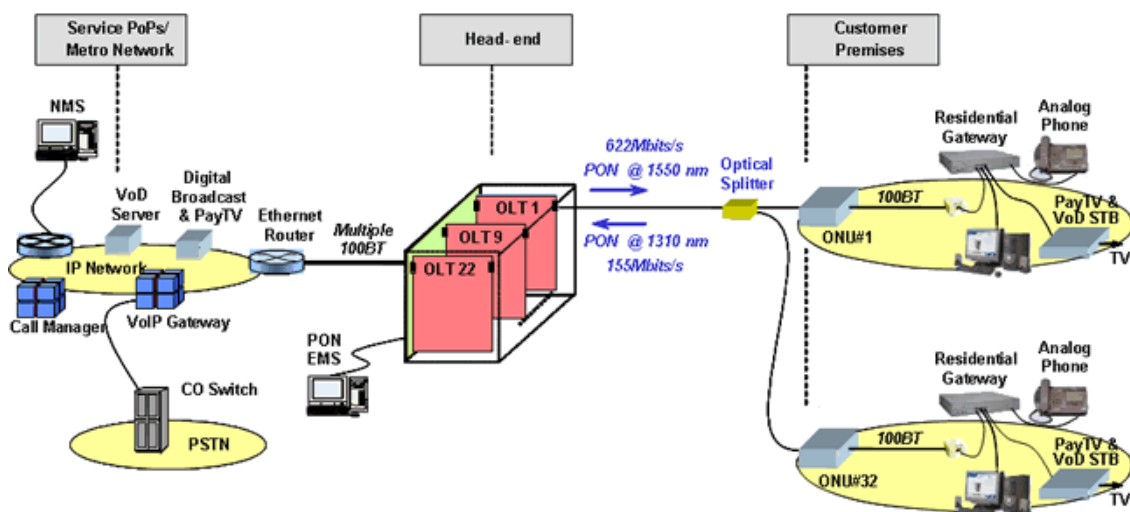 Service PoPs/
Metro Network
Head- end
Customer
Premises
NMS
VoD
Server
Digital
Broadcast
& PayTV
Ethernet
Router
Multiple
100BT
IP Network
Call Manager
VoIP Gateway
CO Switch
PSTN
PON
EMS
OLT 1
OLT 9
OLT 22
622Mbits/s
PON @ 1550 nm
PON @ 1310 nm
155Mbits/s
Optical
Splitter
Residential
Gateway
Analog
Phone
100BT
ONU#1
PayTV &
VoD STB
TV
Residential
Gateway
Analog
Phone
100BT
ONU#32
PayTV &
VoD STB
TV